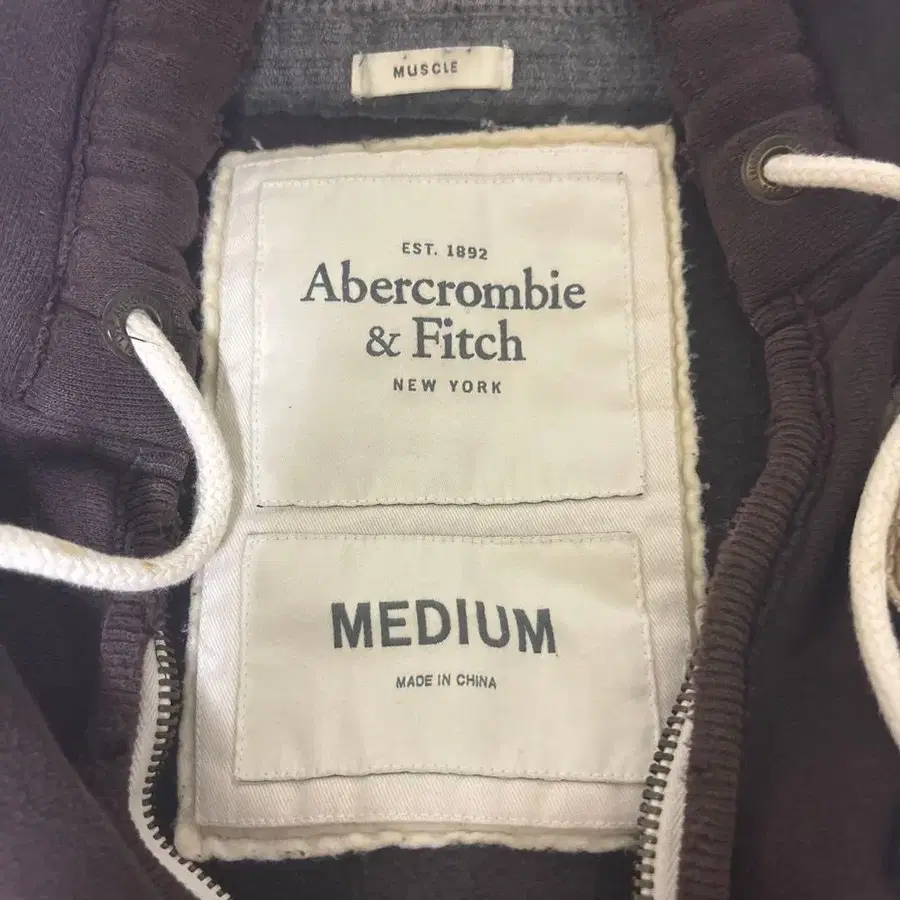 MUSCLE
EST. 1892
Abercrombie
& Fitch
NEW YORK
MEDIUM
MADE IN CHINA